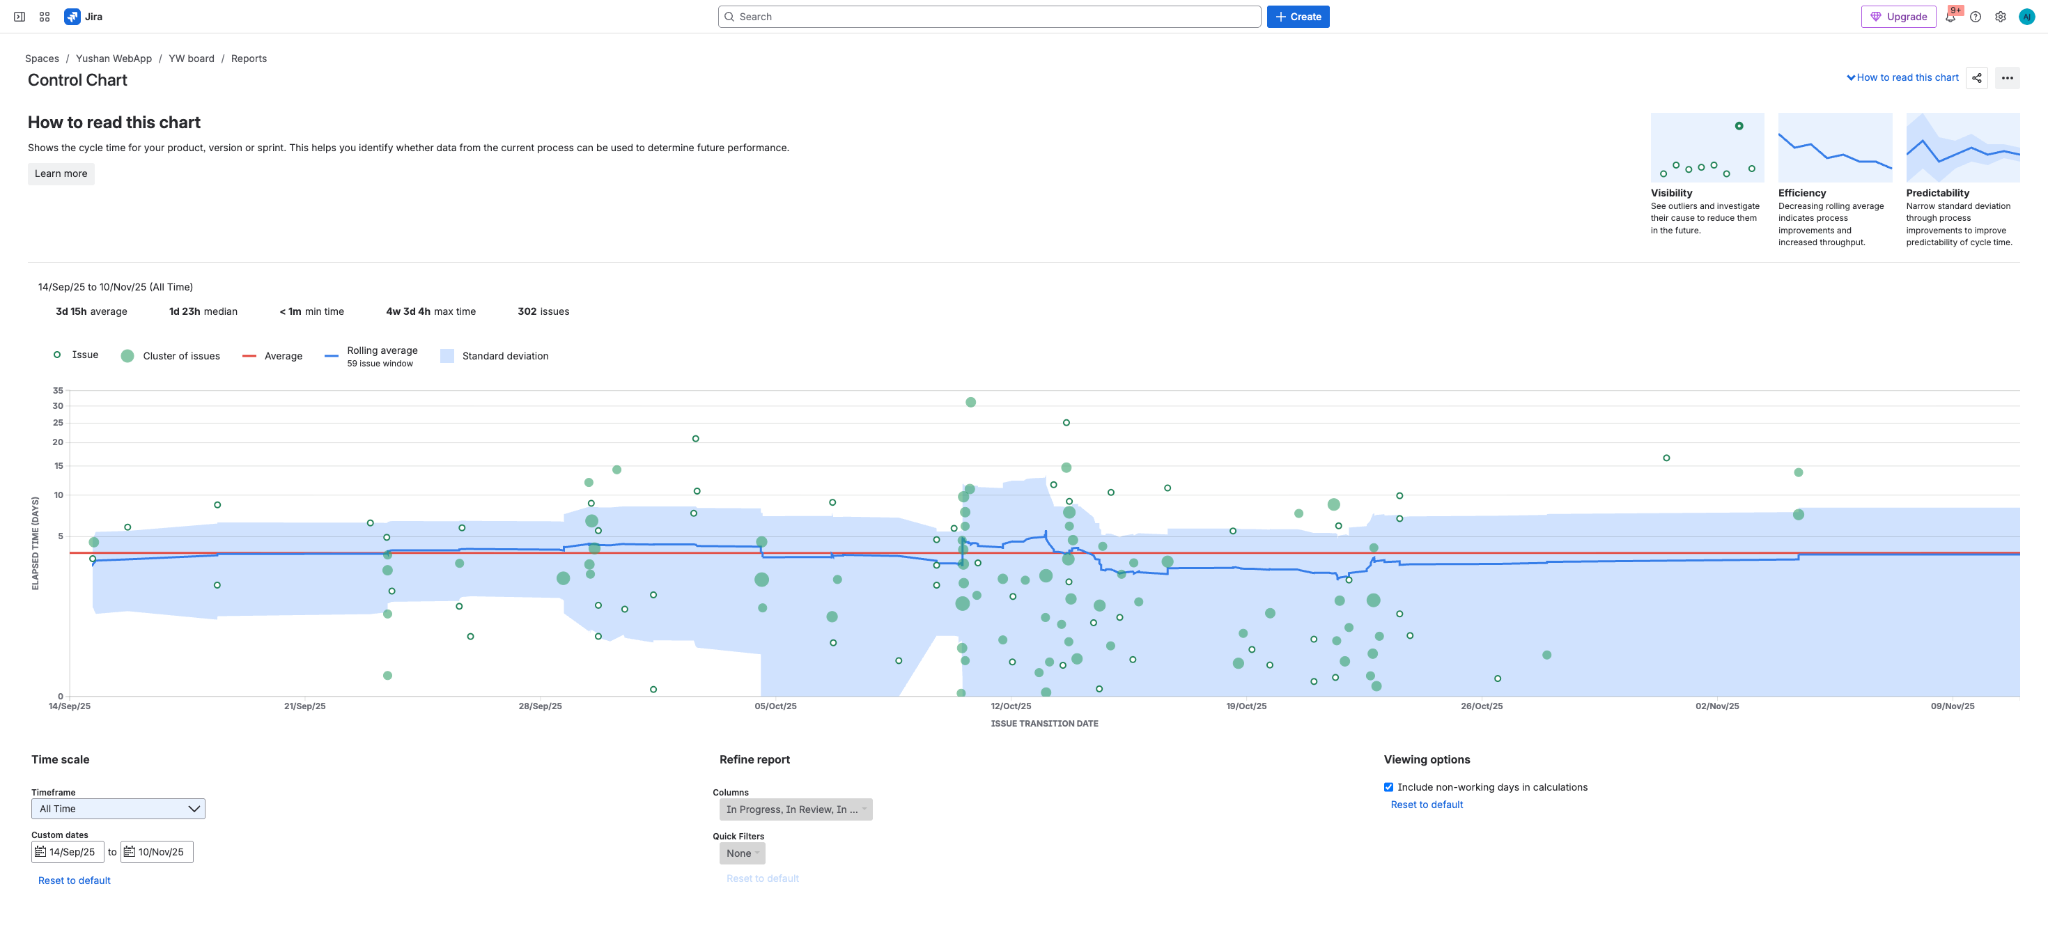 Jira
Search
Create
Upgrade
9+
AJ
Spaces / Yushan WebApp / YW board / Reports
Control Chart
How to read this chart
How to read this chart
Shows the cycle time for your product, version or sprint. This helps you identify whether data from the current process can be used to determine future performance.
Learn more
Visibility
See outliers and investigate
their cause to reduce them
in the future.
Efficiency
Decreasing rolling average
indicates process
improvements and
increased throughput.
Predictability
Narrow standard deviation
through process
improvements to improve
predictability of cycle time.
14/Sep/25 to 10/Nov/25 (All Time)
3d 15h average 1d 23h median < 1m min time 4w 3d 4h max time 302 issues
Issue
Cluster of issues
Average
Rolling average
59 issue window
Standard deviation
35
30
25
20
15
10
5
0
ELAPSED TIME (DAYS)
14/Sep/25 21/Sep/25 28/Sep/25 05/Oct/25 12/Oct/25 19/Oct/25 26/Oct/25 02/Nov/25 09/Nov/25
ISSUE TRANSITION DATE
Time scale
Timeframe
All Time
Custom dates
14/Sep/25 to 10/Nov/25
Reset to default
Refine report
Columns
In Progress, In Review, In ...
Quick Filters
None
Reset to default
Viewing options
Include non-working days in calculations
Reset to default